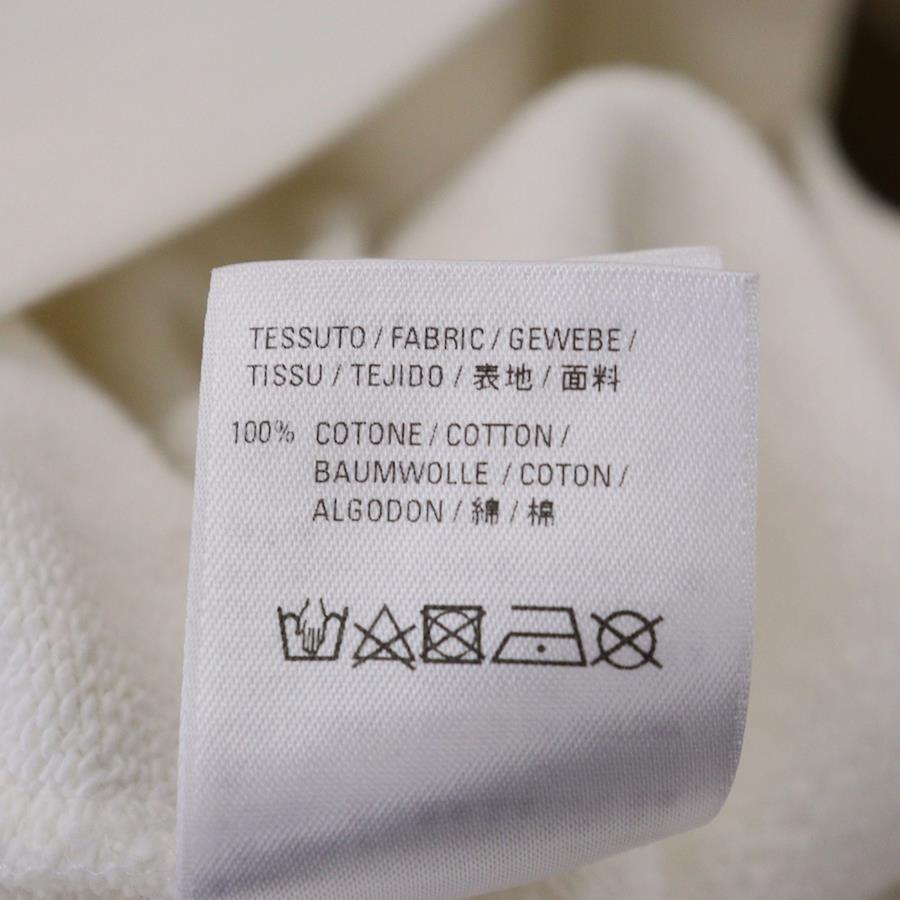 TESSUTO / FABRIC / GEWEBE /
TISSU / TEJIDO / 表地 / 面料
100% COTONE / COTTON /
BAUMWOLLE / COTON /
ALGODON / 綿 / 棉